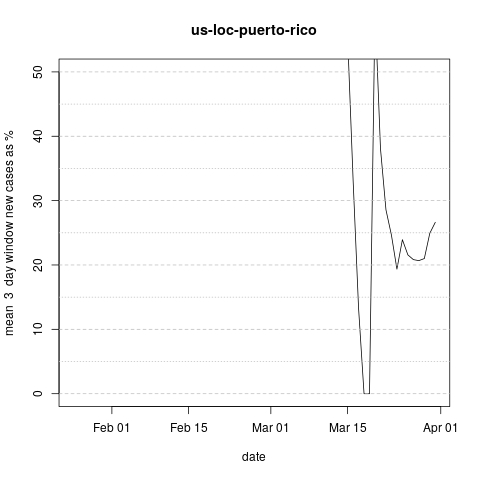 us-loc-puerto-rico
mean 3 day window new cases as %
50
40
30
20
10
0
Feb 01
Feb 15
Mar 01
Mar 15
Apr 01
date